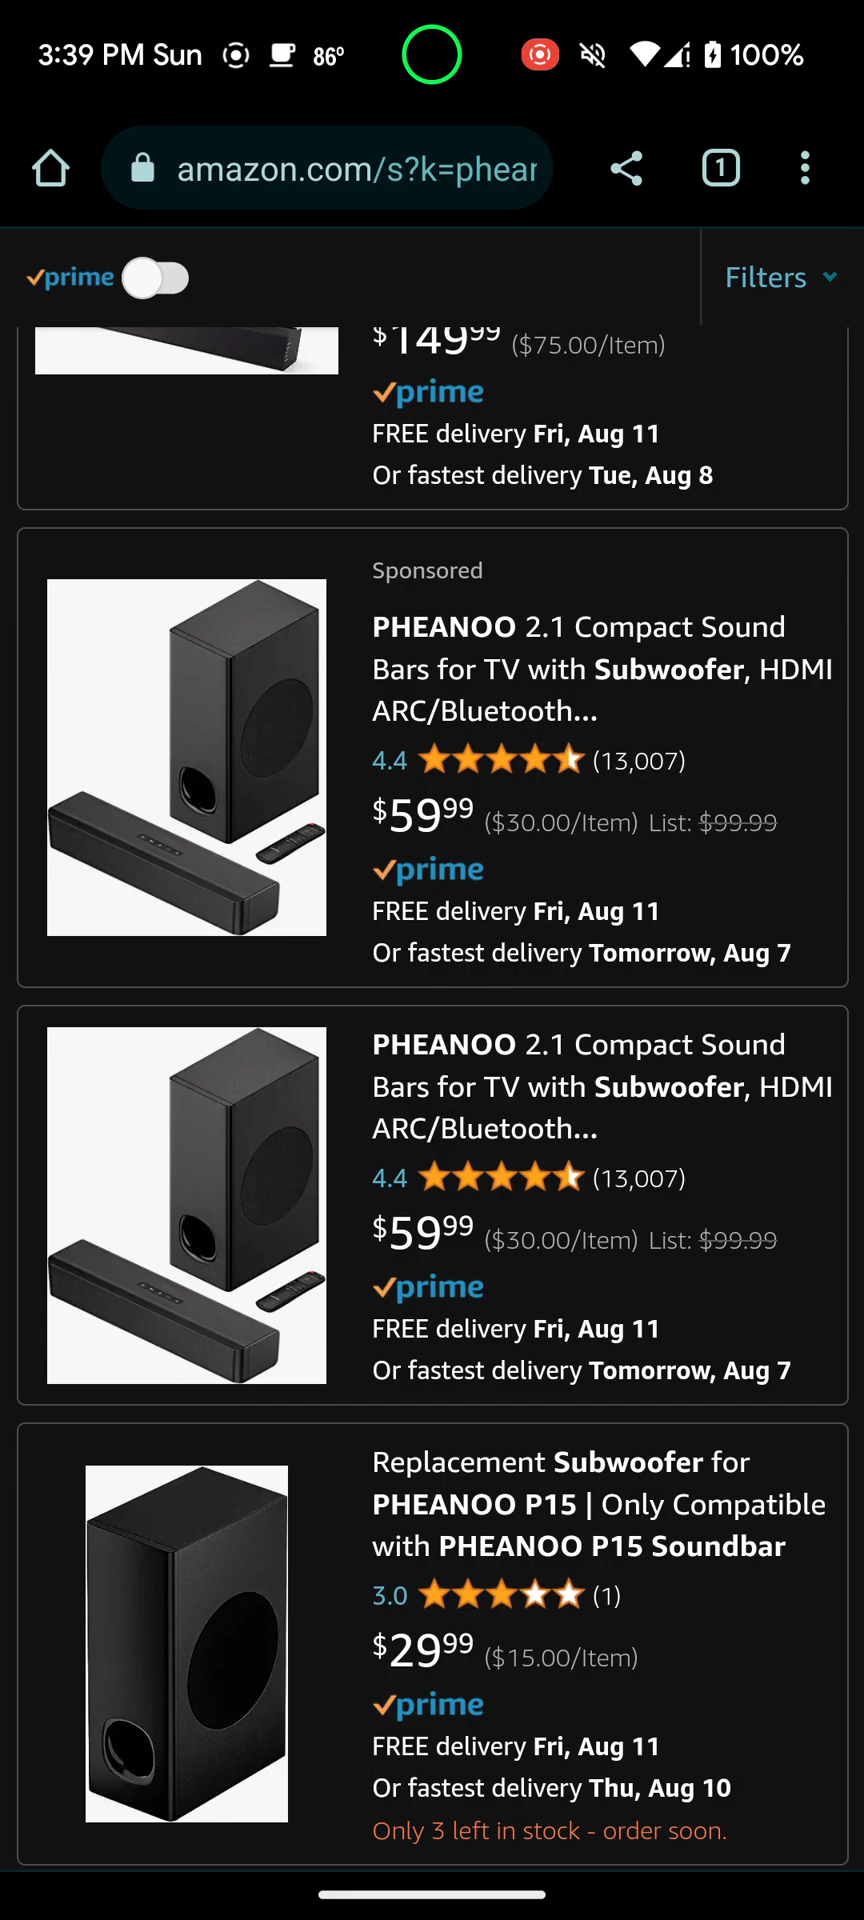 3:39 PM Sun 86° 100%
amazon.com/s?k=phear
1
prime
Filters
$149.99 ($75.00/Item)
prime
FREE delivery Fri, Aug 11
Or fastest delivery Tue, Aug 8
Sponsored
PHEANOO 2.1 Compact Sound
Bars for TV with Subwoofer, HDMI
ARC/Bluetooth...
4.4 (13,007)
$59.99 ($30.00/Item) List: $99.99
prime
FREE delivery Fri, Aug 11
Or fastest delivery Tomorrow, Aug 7
PHEANOO 2.1 Compact Sound
Bars for TV with Subwoofer, HDMI
ARC/Bluetooth...
4.4 (13,007)
$59.99 ($30.00/Item) List: $99.99
prime
FREE delivery Fri, Aug 11
Or fastest delivery Tomorrow, Aug 7
Replacement Subwoofer for
PHEANOO P15 | Only Compatible
with PHEANOO P15 Soundbar
3.0 (1)
$29.99 ($15.00/Item)
prime
FREE delivery Fri, Aug 11
Or fastest delivery Thu, Aug 10
Only 3 left in stock - order soon.